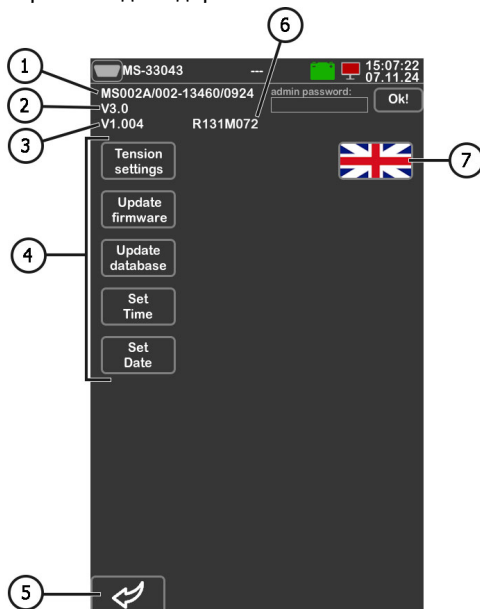 6
MS-33043 --- 15:07:22
07.11.24
1
MS002A/002-13460/0924 admin password: Ok!
2
V3.0
3
V1.004 R131M072
Tension
settings
7
Update
firmware
4
Update
database
Set
Time
Set
Date
5